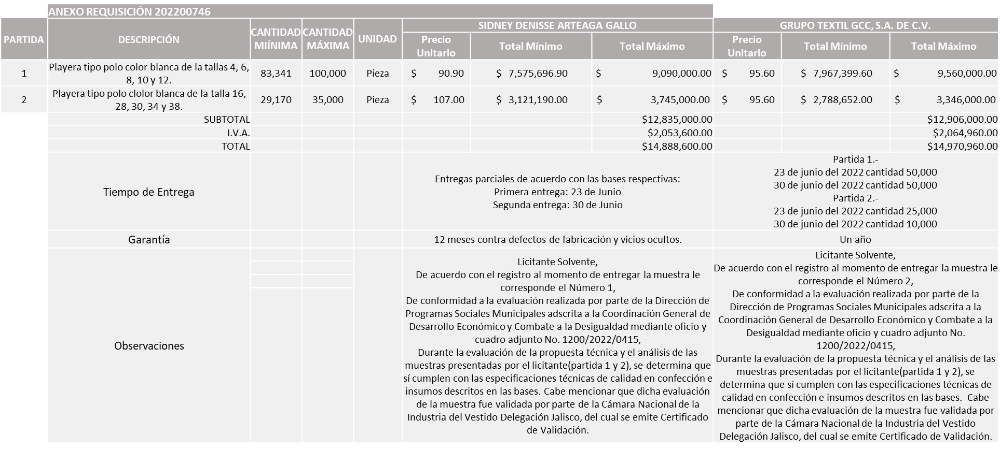 ANEXO REQUISICIÓN 202200746
PARTIDA
DESCRIPCIÓN
CANTIDAD
MIÍNIMA
CANTIDAD
MÁXIMA
UNIDAD
SIDNEY DENISSE ARTEAGA GALLO
GRUPO TEXTIL GCC, S.A. DE C.V.
Precio
Unitario
Total Mínimo
Total Máximo
Precio
Unitario
Total Mínimo
Total Máximo
1
Playera tipo polo color blanca de la tallas 4, 6,
8, 10 y 12.
83,341
100,000
Pieza
$ 90.90
$ 7,575,696.90
$ 9,090,000.00
$ 95.60
$ 7,967,399.60
$ 9,560,000.00
2
Playera tipo polo clolor blanca de la talla 16,
28, 30, 34 y 38.
29,170
35,000
Pieza
$ 107.00
$ 3,121,190.00
$ 3,745,000.00
$ 95.60
$ 2,788,652.00
$ 3,346,000.00
SUBTOTAL
$12,835,000.00
$12,906,000.00
I.V.A.
$2,053,600.00
$2,064,960.00
TOTAL
$14,888,600.00
$14,970,960.00
Tiempo de Entrega
Entregas parciales de acuerdo con las bases respectivas:
Primera entrega: 23 de Junio
Segunda entrega: 30 de Junio
Partida 1.-
23 de junio del 2022 cantidad 50,000
30 de junio del 2022 cantidad 50,000
Partida 2.-
23 de junio del 2022 cantidad 25,000
30 de junio del 2022 cantidad 10,000
Garantía
12 meses contra defectos de fabricación y vicios ocultos.
Un año
Observaciones
Licitante Solvente,
De acuerdo con el registro al momento de entregar la muestra le
corresponde el Número 1,
De conformidad a la evaluación realizada por parte de la Dirección de
Programas Sociales Municipales adscrita a la Coordinación General de
Desarrollo Económico y Combate a la Desigualdad mediante oficio y
cuadro adjunto No. 1200/2022/0415,
Durante la evaluación de la propuesta técnica y el análisis de las
muestras presentadas por el licitante(partida 1 y 2), se determina que
sí cumplen con las especificaciones técnicas de calidad en confección e
insumos descritos en las bases. Cabe mencionar que dicha evaluación
de la muestra fue validada por parte de la Cámara Nacional de la
Industria del Vestido Delegación Jalisco, del cual se emite Certificado
de Validación.
Licitante Solvente,
De acuerdo con el registro al momento de entregar la muestra le
corresponde el Número 2,
De conformidad a la evaluación realizada por parte de la
Dirección de Programas Sociales Municipales adscrita a la
Coordinación General de Desarrollo Económico y Combate a la
Desigualdad mediante oficio y cuadro adjunto No.
1200/2022/0415,
Durante la evaluación de la propuesta técnica y el análisis de las
muestras presentadas por el licitante(partida 1 y 2), se
determina que sí cumplen con las especificaciones técnicas de
calidad en confección e insumos descritos en las bases. Cabe
mencionar que dicha evaluación de la muestra fue validada por
parte de la Cámara Nacional de la Industria del Vestido
Delegación Jalisco, del cual se emite Certificado de Validación.